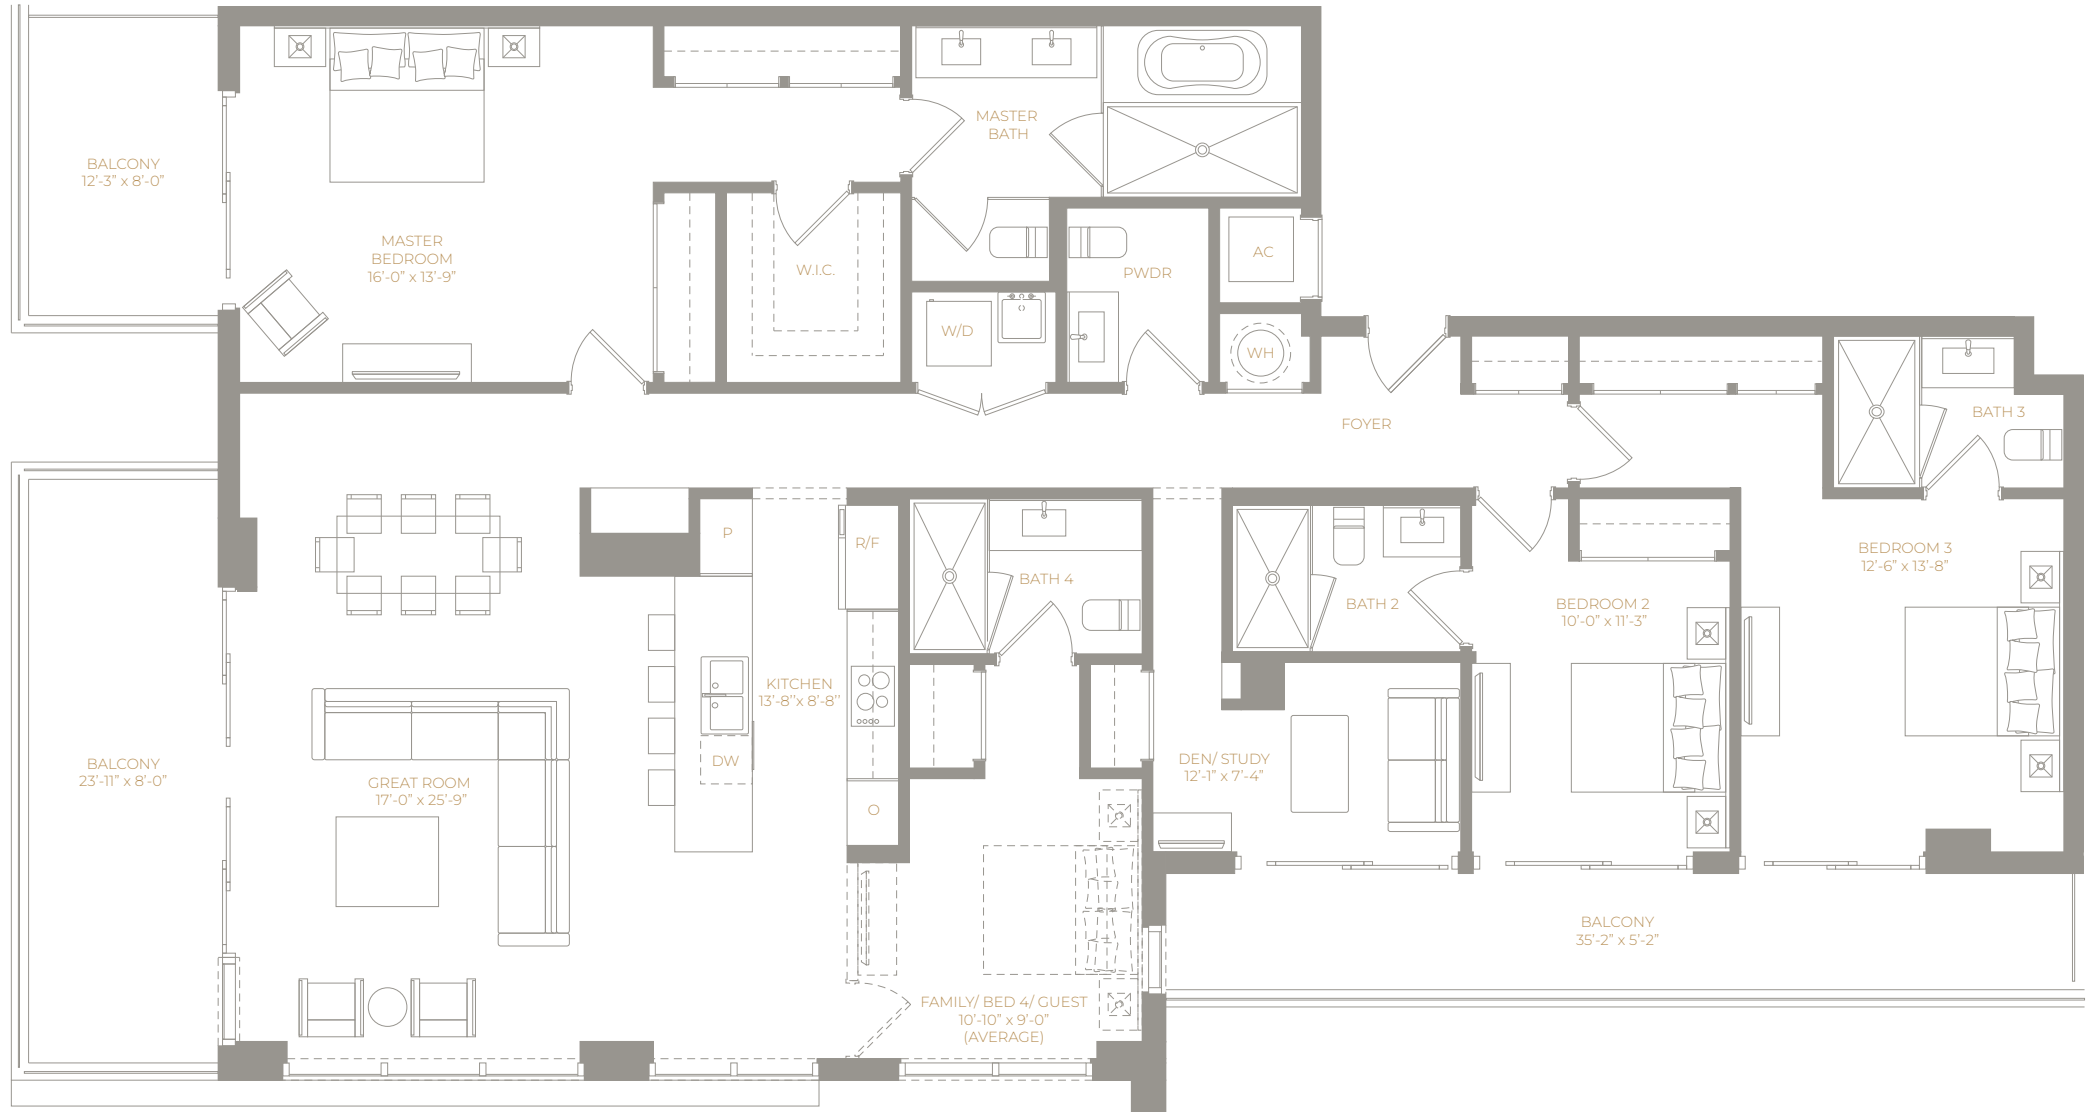 BALCONY
12'-3" x 8'-0"
MASTER
BEDROOM
16'-0" x 13'-9"
W.I.C.
MASTER
BATH
W/D
PWDR
AC
WH
FOYER
BATH 3
BALCONY
23'-11" x 8'-0"
GREAT ROOM
17'-0" x 25'-9"
P
R/F
KITCHEN
13'-8''x 8'-8''
DW
O
BATH 4
FAMILY/ BED 4/ GUEST
10'-10" x 9'-0"
(AVERAGE)
DEN/ STUDY
12'-1" x 7'-4"
BATH 2
BEDROOM 2
10'-0" x 11'-3"
BEDROOM 3
12'-6" x 13'-8"
BALCONY
35'-2" x 5'-2"